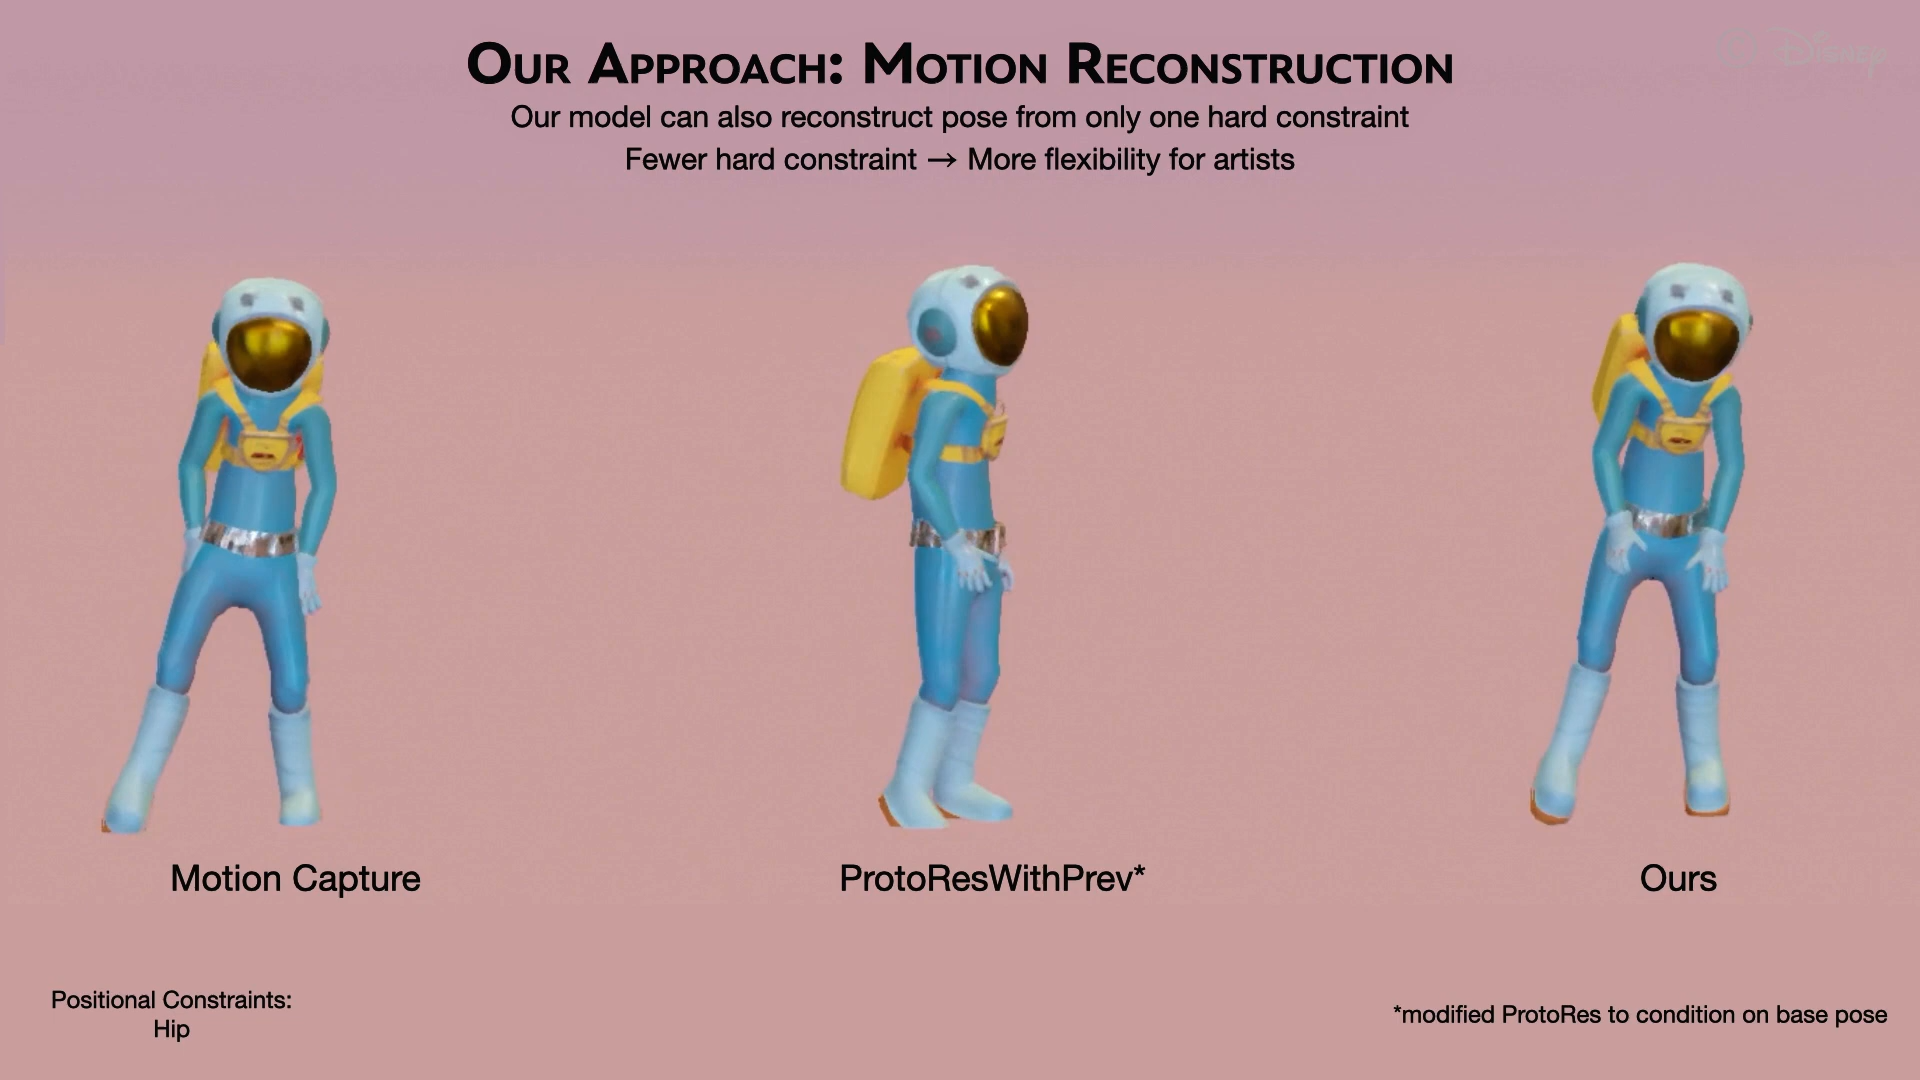 OUR APPROACH: MOTION RECONSTRUCTION
© DISNEY
Our model can also reconstruct pose from only one hard constraint
Fewer hard constraint → More flexibility for artists
Motion Capture
ProtoResWithPrev*
Ours
Positional Constraints:
Hip
*modified ProtoRes to condition on base pose